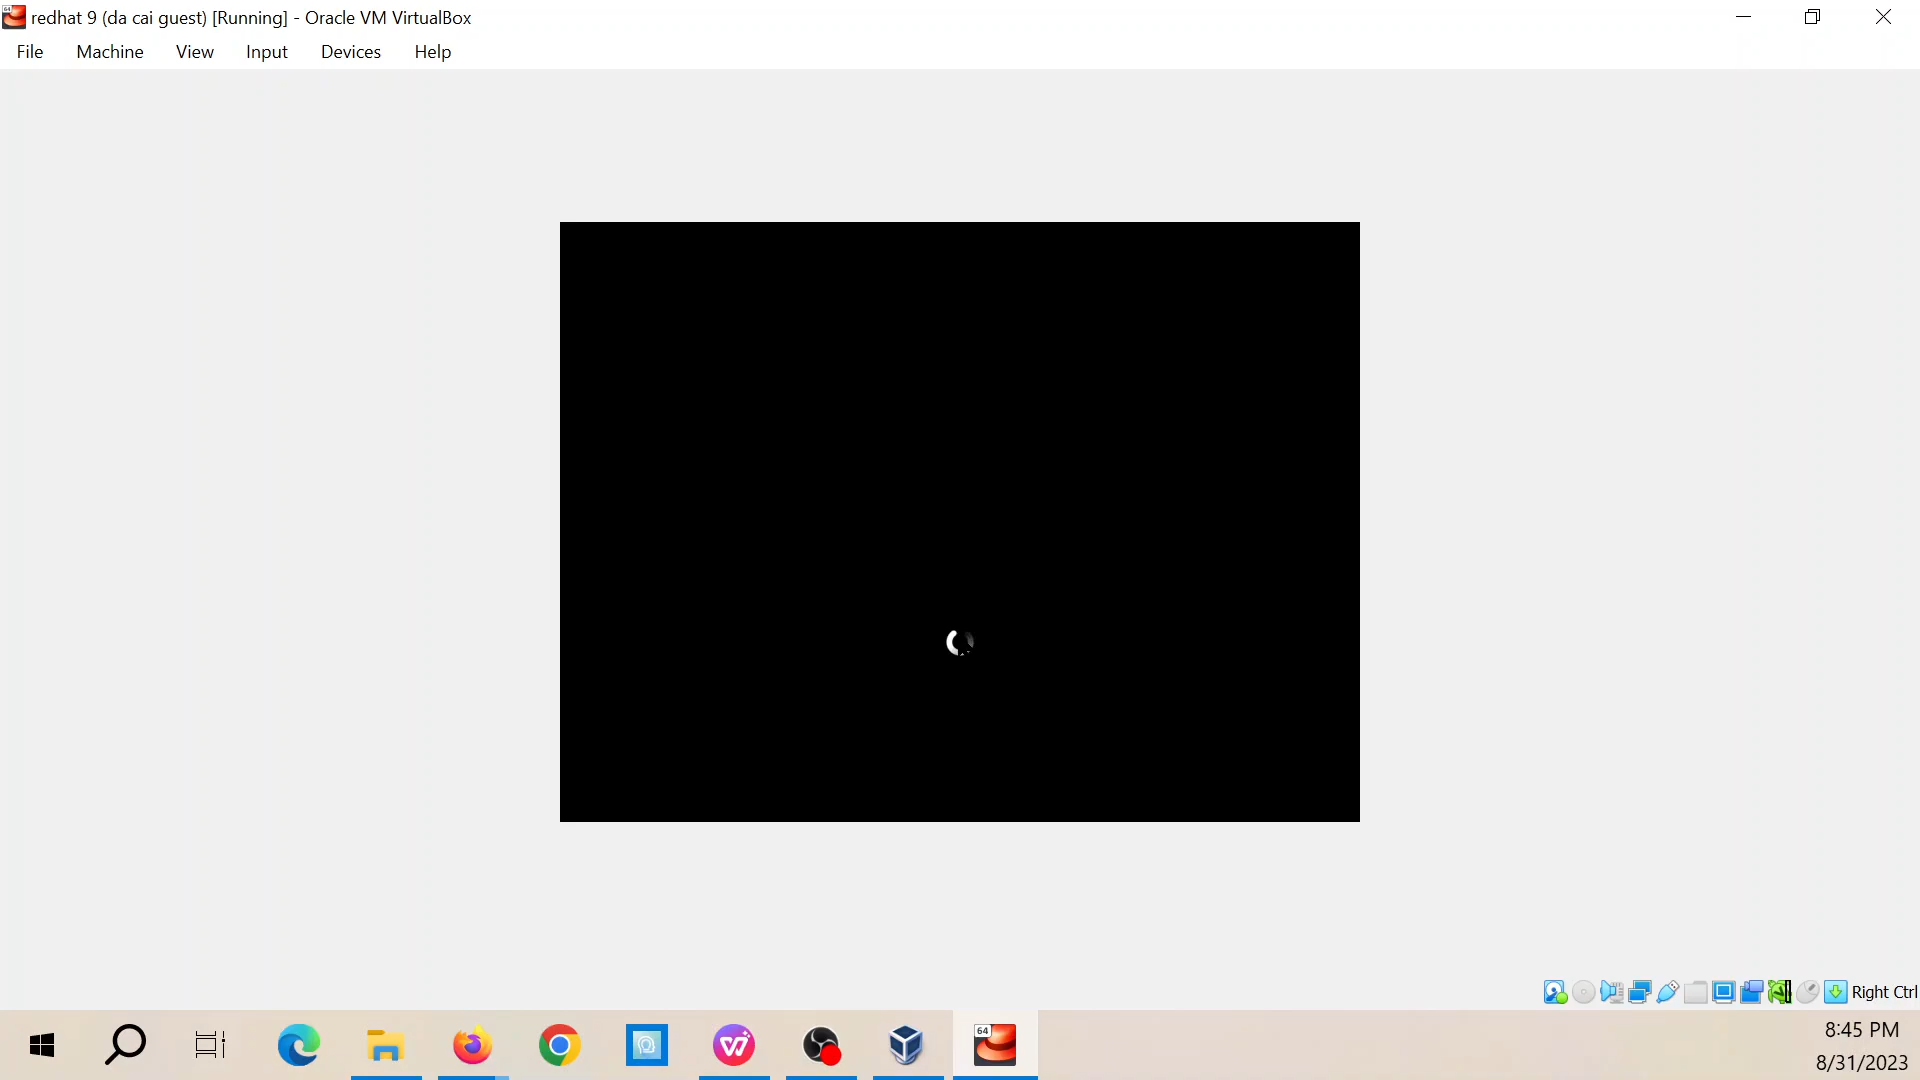 redhat 9 (da cai guest) [Running] - Oracle VM VirtualBox
File Machine View Input Devices Help
Right Ctrl
64
8:45 PM
8/31/2023